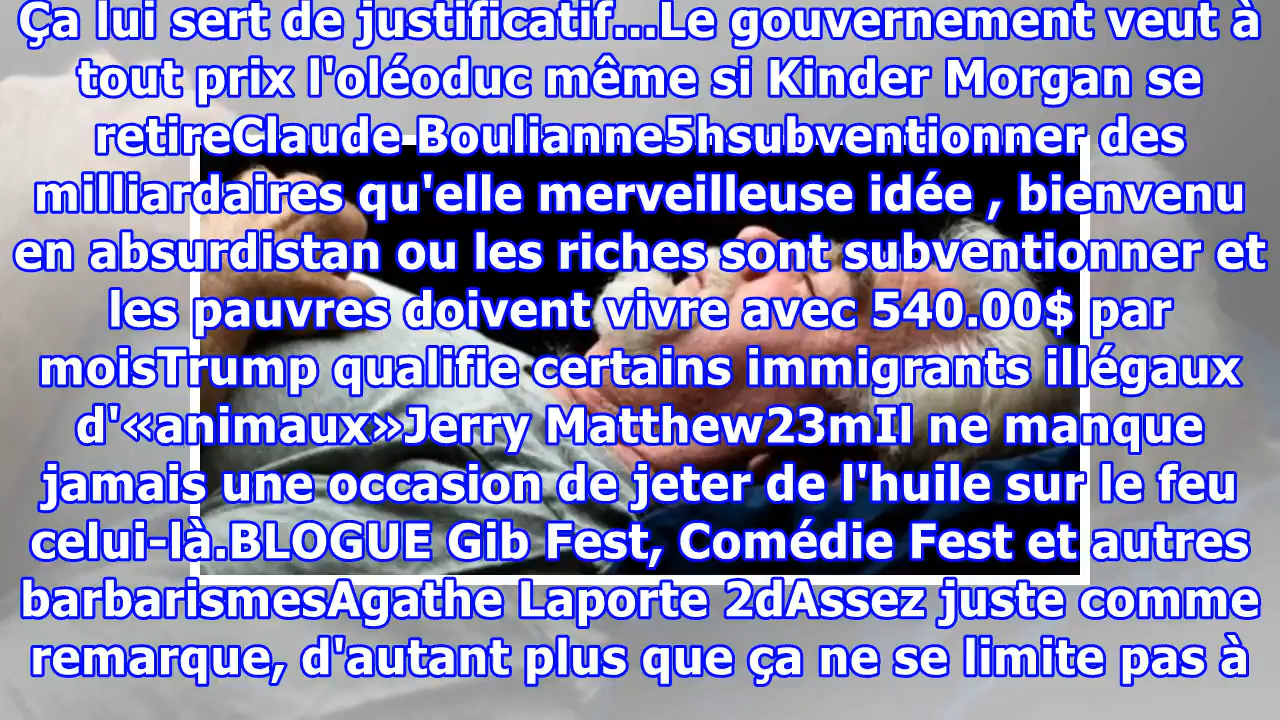 Ça lui sert de justificatif...Le gouvernement veut à
tout prix l'oléoduc même si Kinder Morgan se
retireClaude Boulianne5hsubventionner des
milliardaires qu'elle merveilleuse idée , bienvenu
en absurdistan ou les riches sont subventionner et
les pauvres doivent vivre avec 540.00$ par
moisTrump qualifie certains immigrants illégaux
d'«animaux»Jerry Matthew23mIl ne manque
jamais une occasion de jeter de l'huile sur le feu
celui-là.BLOGUE Gib Fest, Comédie Fest et autres
barbarismesAgathe Laporte 2dAssez juste comme
remarque, d'autant plus que ça ne se limite pas à